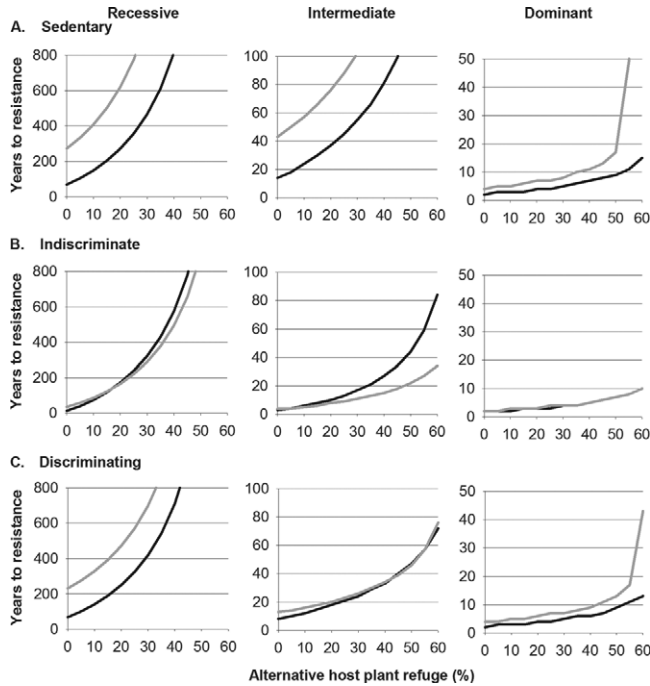 Recessive Intermediate Dominant
A. Sedentary
Years to resistance
800 600 400 200 0
0 10 20 30 40 50 60
100 80 60 40 20 0
0 10 20 30 40 50 60
50 40 30 20 10 0
0 10 20 30 40 50 60
B. Indiscriminate
Years to resistance
800 600 400 200 0
0 10 20 30 40 50 60
100 80 60 40 20 0
0 10 20 30 40 50 60
50 40 30 20 10 0
0 10 20 30 40 50 60
C. Discriminating
Years to resistance
800 600 400 200 0
0 10 20 30 40 50 60
100 80 60 40 20 0
0 10 20 30 40 50 60
50 40 30 20 10 0
0 10 20 30 40 50 60
Alternative host plant refuge (%)